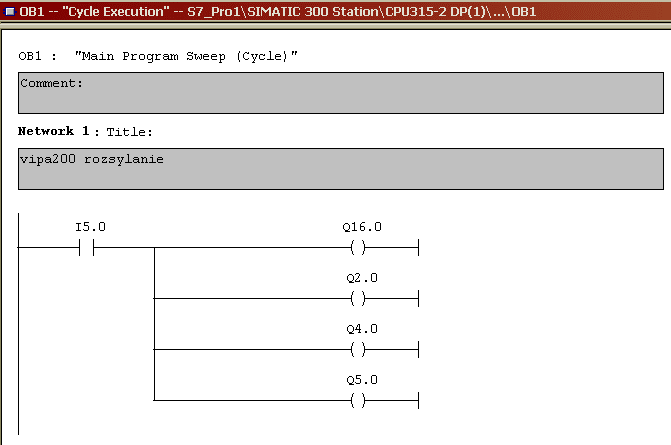 OB1 -- "Cycle Execution" -- S7_Pro1\SIMATIC 300 Station\CPU315-2 DP(1)\...\OB1
OB1 : "Main Program Sweep (Cycle)"
Comment:
Network 1 : Title:
vipa200 rozsylanie
I5.0 Q16.0
Q2.0
Q4.0
Q5.0